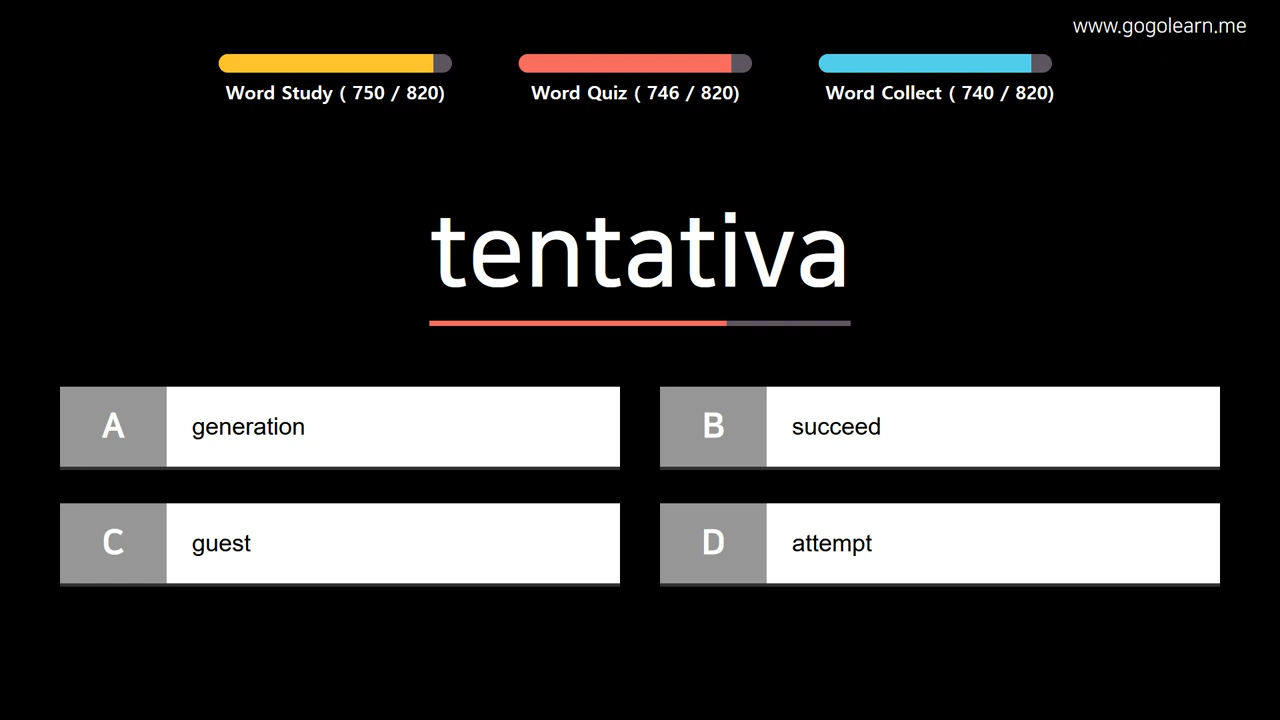 www.gogolearn.me
Word Study ( 750 / 820)
Word Quiz ( 746 / 820)
Word Collect ( 740 / 820)
tentativa
A generation
B succeed
C guest
D attempt